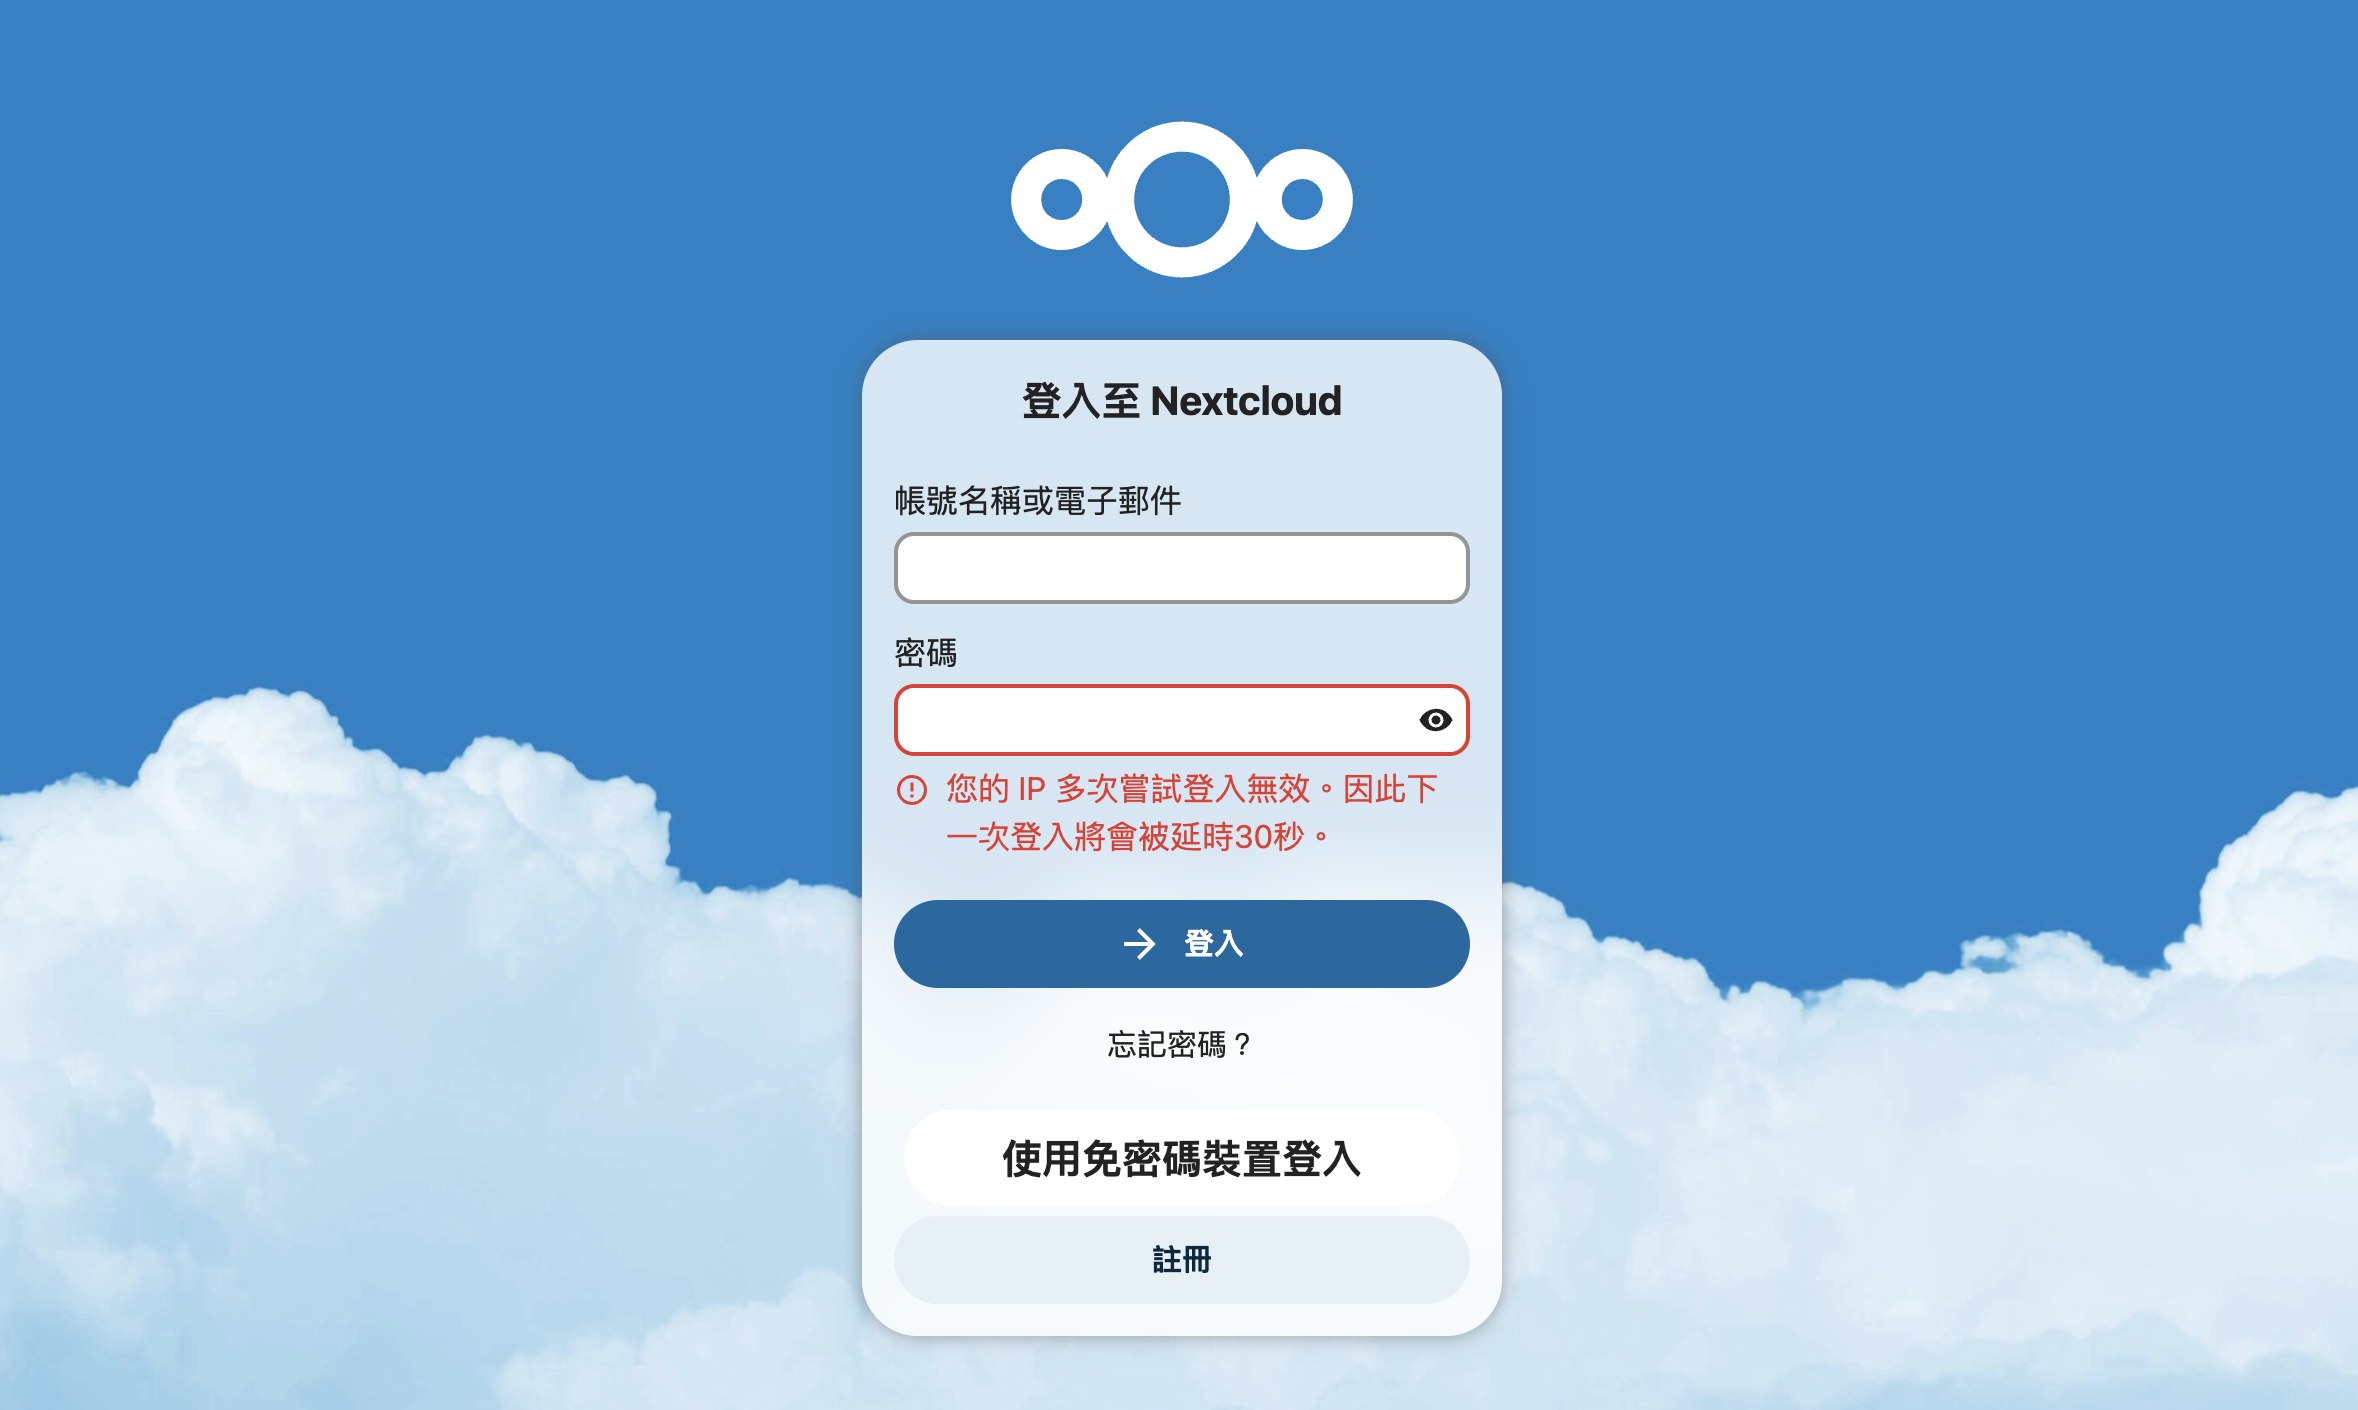 登入至 Nextcloud
帳號名稱或電子郵件
密碼
您的 IP 多次嘗試登入無效。因此下
一次登入將會被延時30秒。
登入
忘記密碼？
使用免密碼裝置登入
註冊